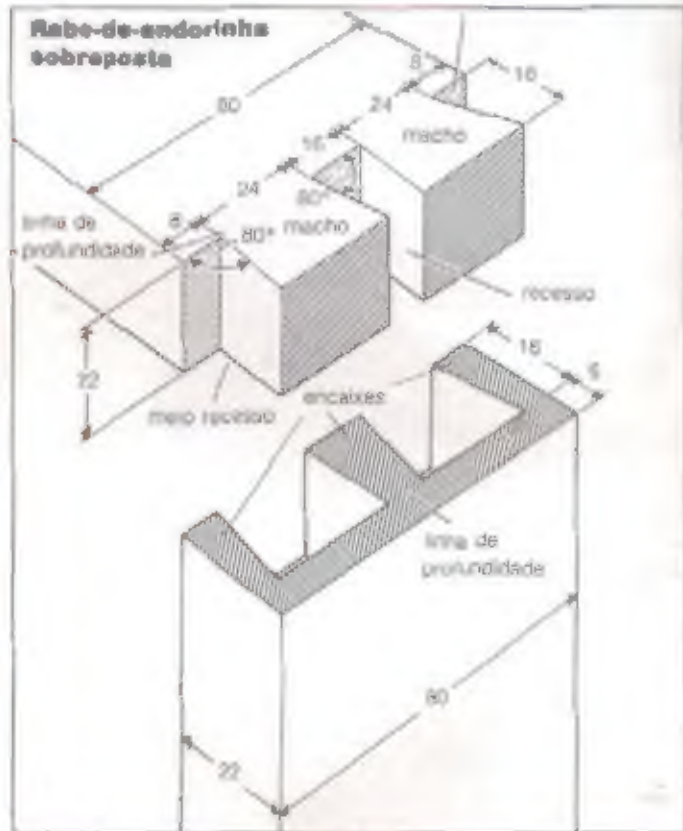 Rabo-de-andorinha
sobreposta
8
16
80
24
macho
16
24
80°
macho
8
linha de
profundidade
80°
recesso
22
16
6
meio recesso
encaixes
linha de
profundidade
80
22